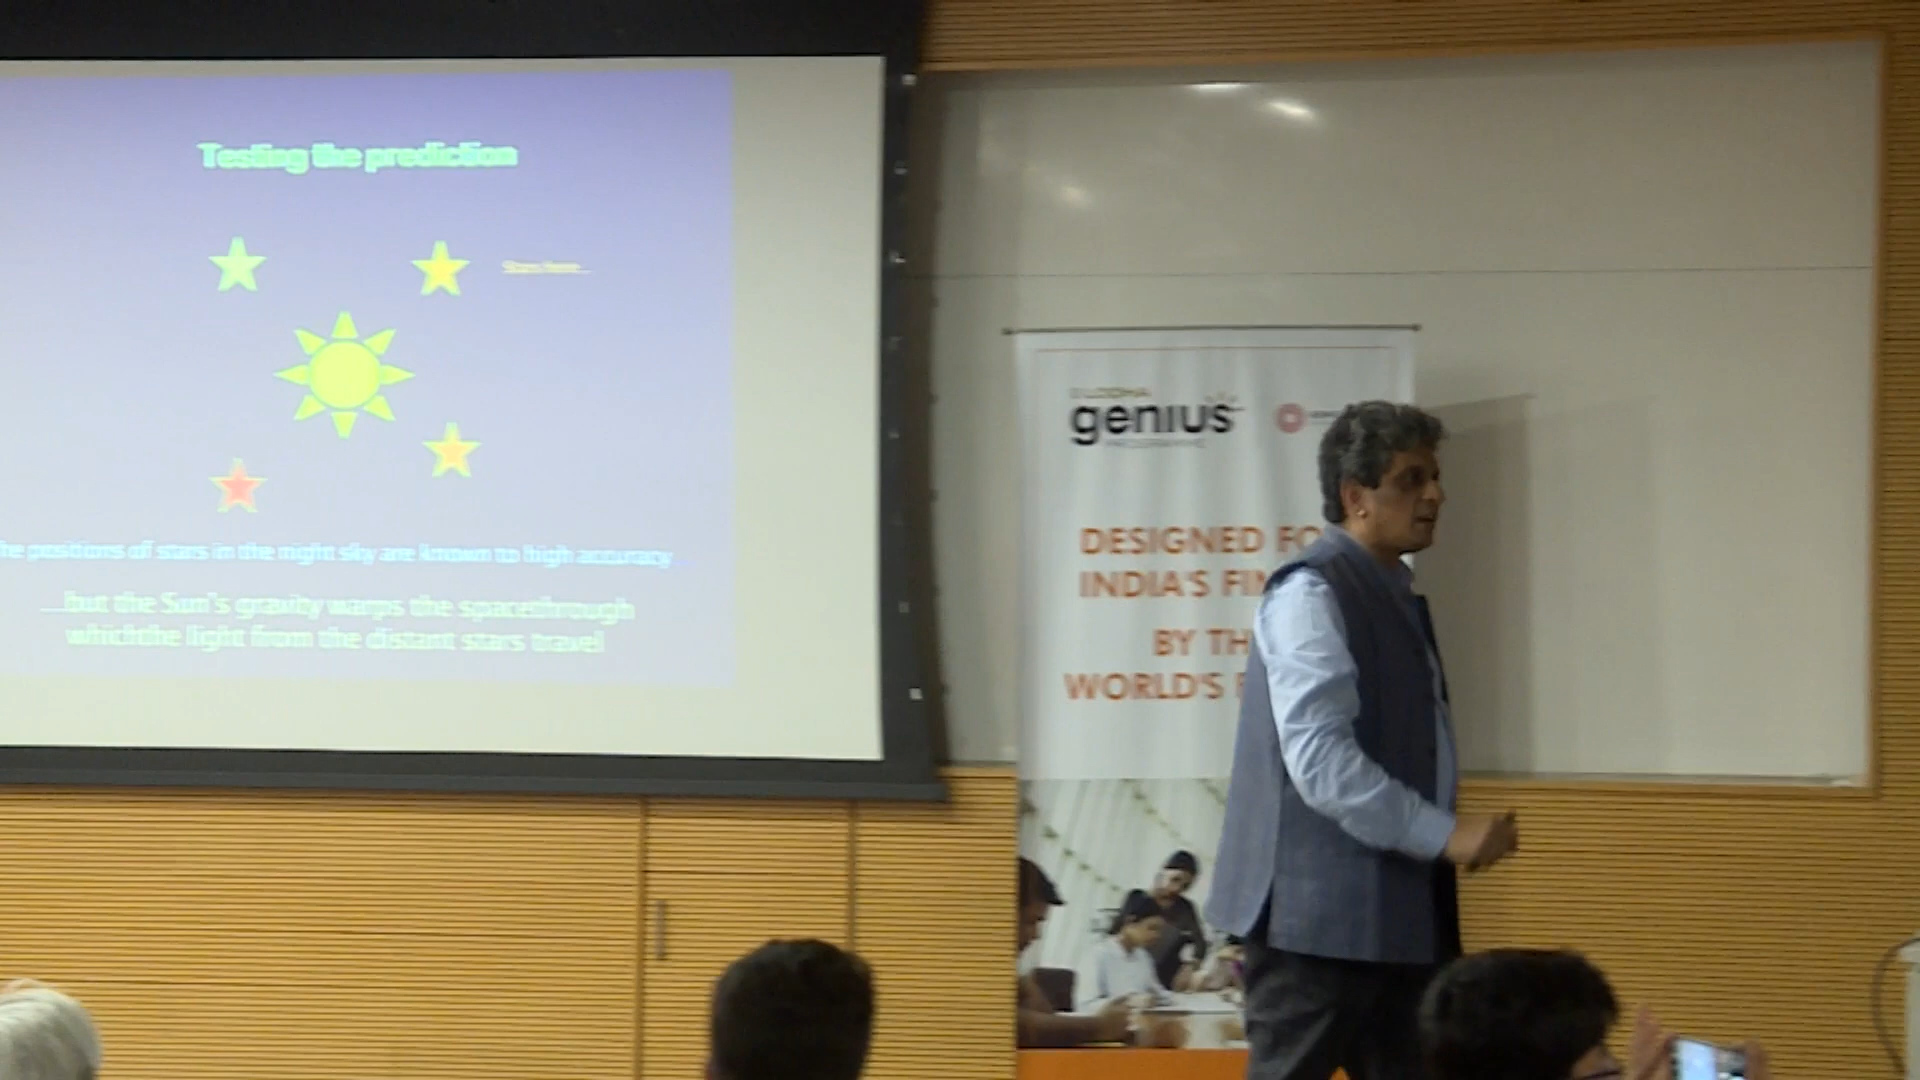 Testing the prediction
he positions of stars in the night sky are known to high accuracy
...but the Sun's gravity warps the spacethrough
whichthe light from the distant stars travel
genius
DESIGNED FO
INDIA'S FIN
BY TH
WORLD'S F